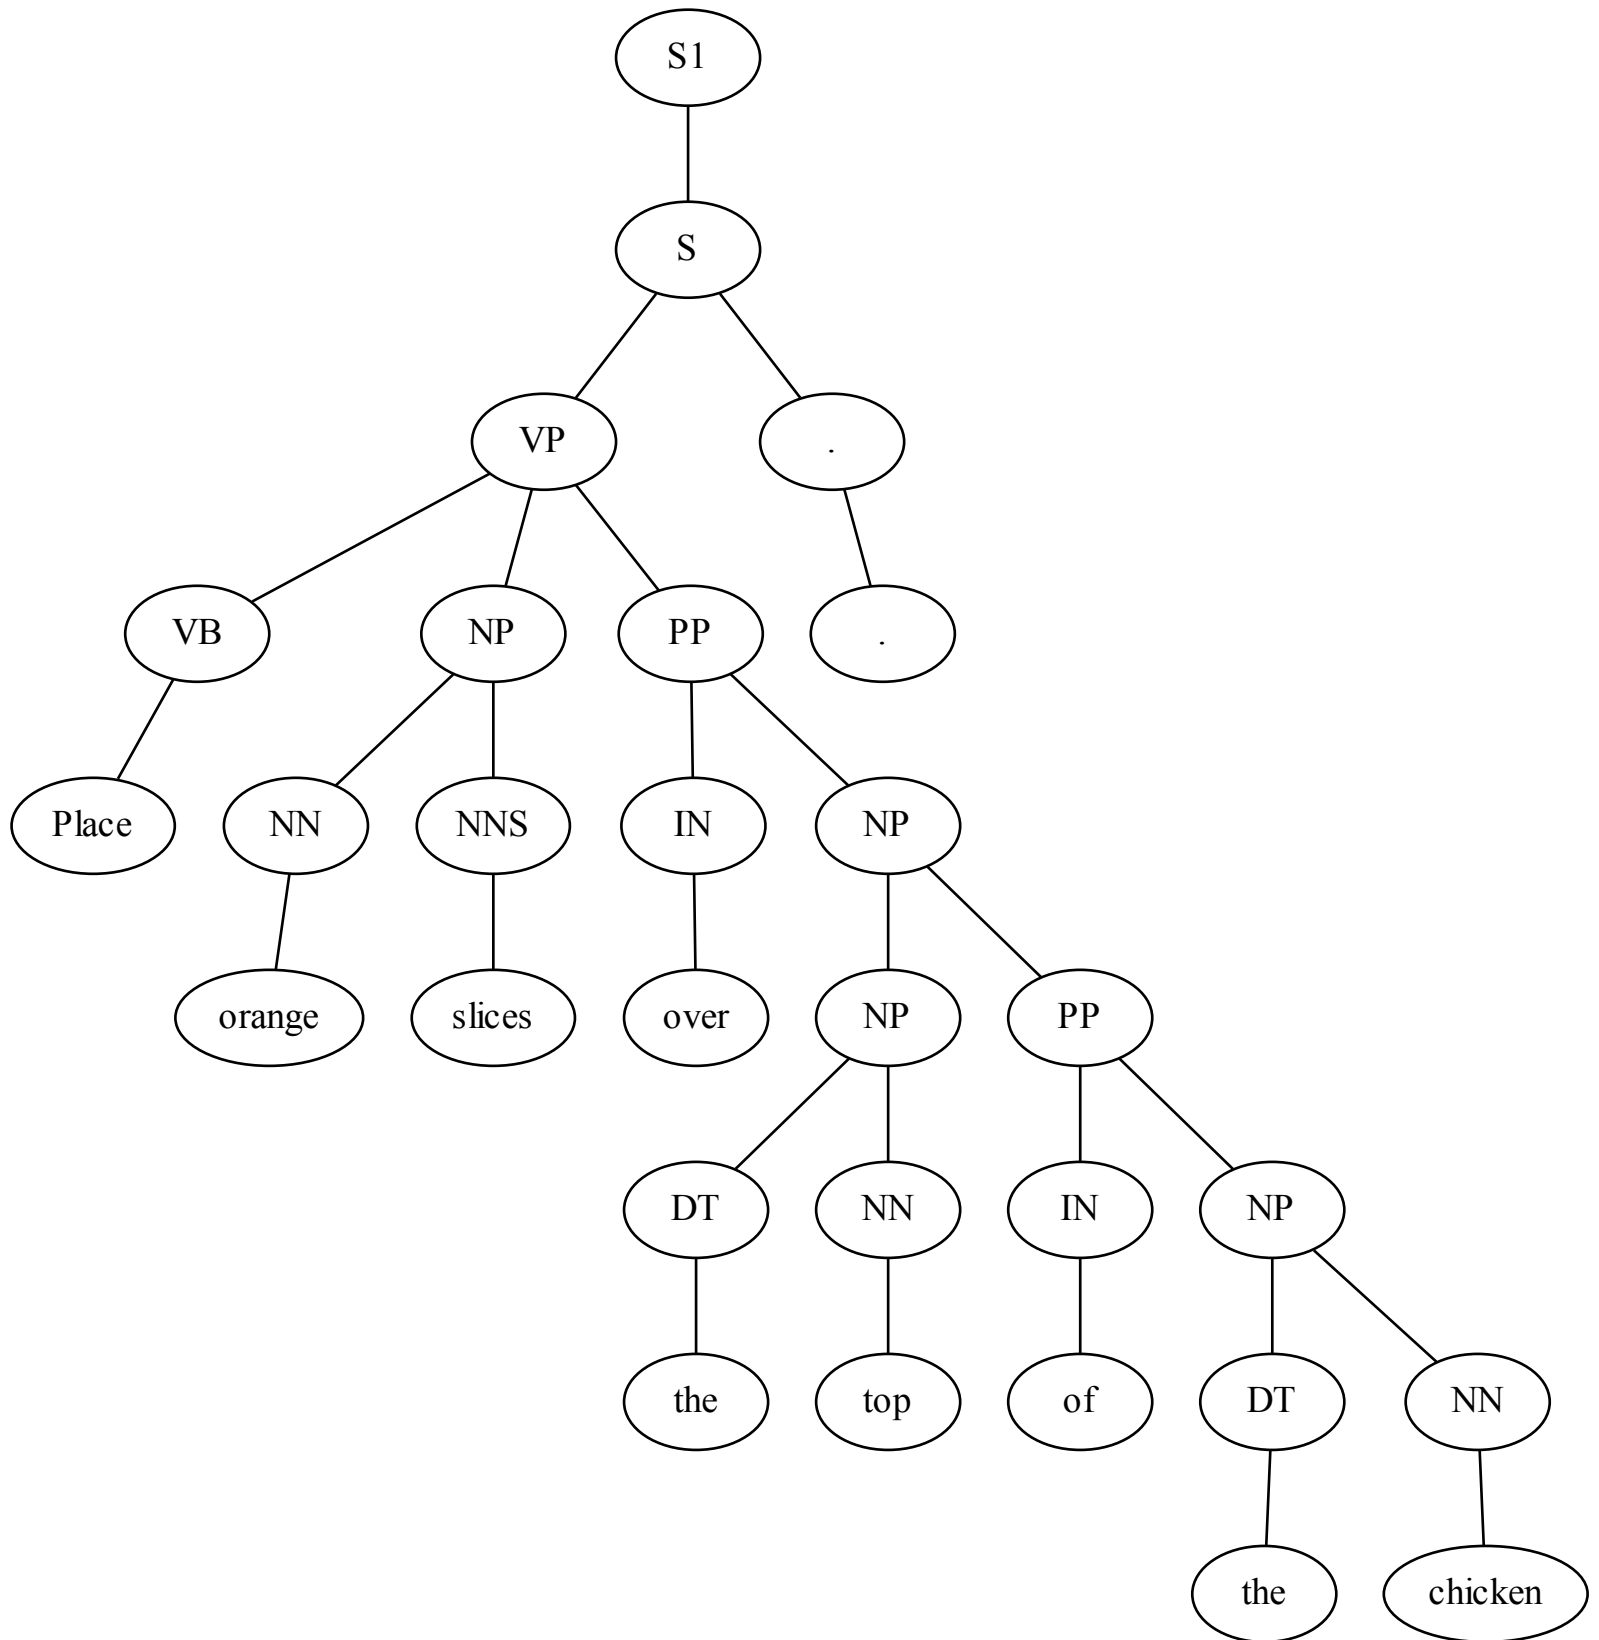 S1
S
VP .
VB NP PP .
Place NN NNS IN NP
orange slices over NP PP
DT NN IN NP
the top of DT NN
the chicken